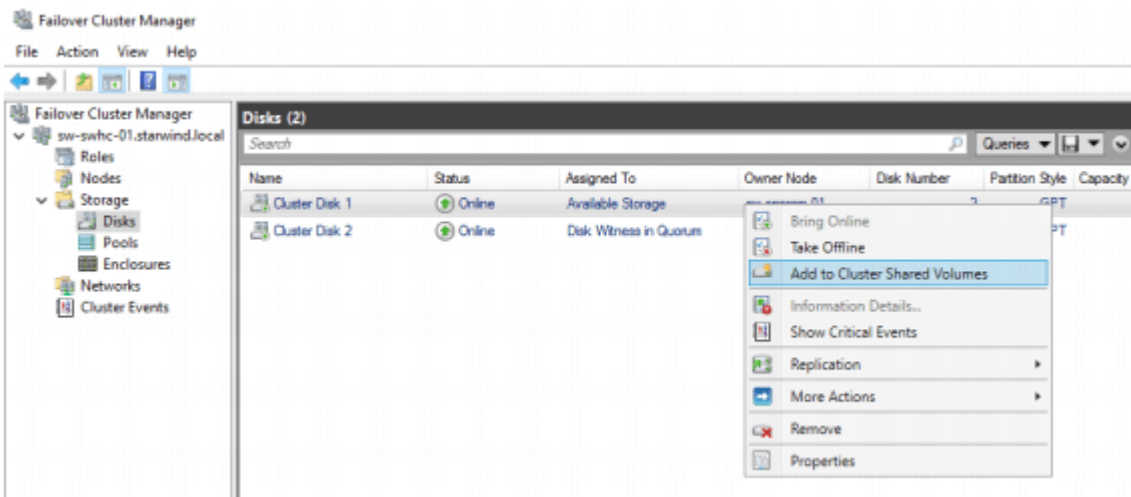 Failover Cluster Manager
File Action View Help
Failover Cluster Manager
sw-swhc-01.starwind.local
Roles
Nodes
Storage
Disks
Pools
Enclosures
Networks
Cluster Events
Disks (2)
Search
Queries
Name Status Assigned To Owner Node Disk Number Partition Style Capacity
Cluster Disk 1 Online Available Storage GPT
Cluster Disk 2 Online Disk Witness in Quorum
Bring Online
Take Offline
Add to Cluster Shared Volumes
Information Details...
Show Critical Events
Replication
More Actions
Remove
Properties